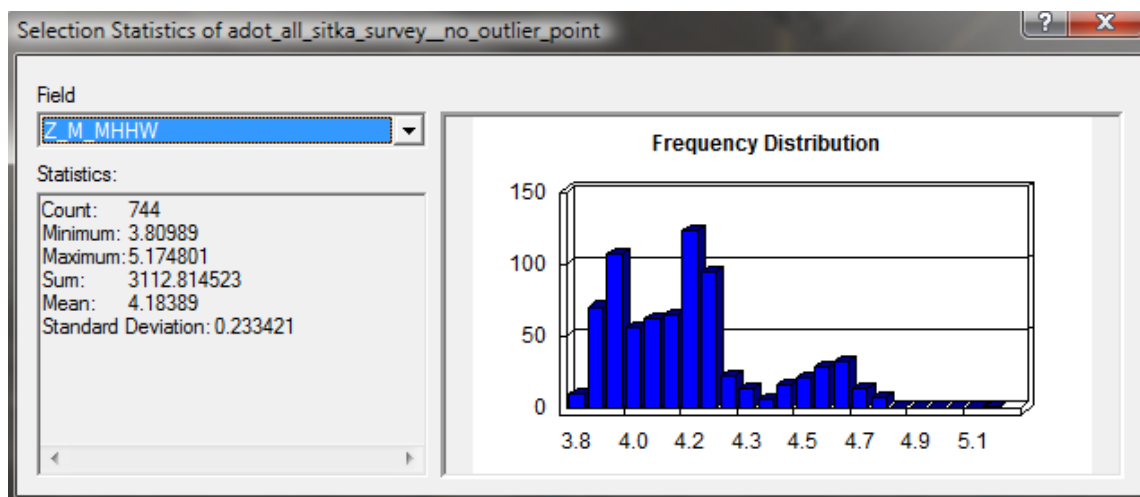 Selection Statistics of adot_all_sitka_survey__no_outlier_point
?
X
Field
Z_M_MHHW
Statistics:
Count: 744
Minimum: 3.80989
Maximum: 5.174801
Sum: 3112.814523
Mean: 4.18389
Standard Deviation: 0.233421
Frequency Distribution
150
100
50
0
3.8 4.0 4.2 4.3 4.5 4.7 4.9 5.1